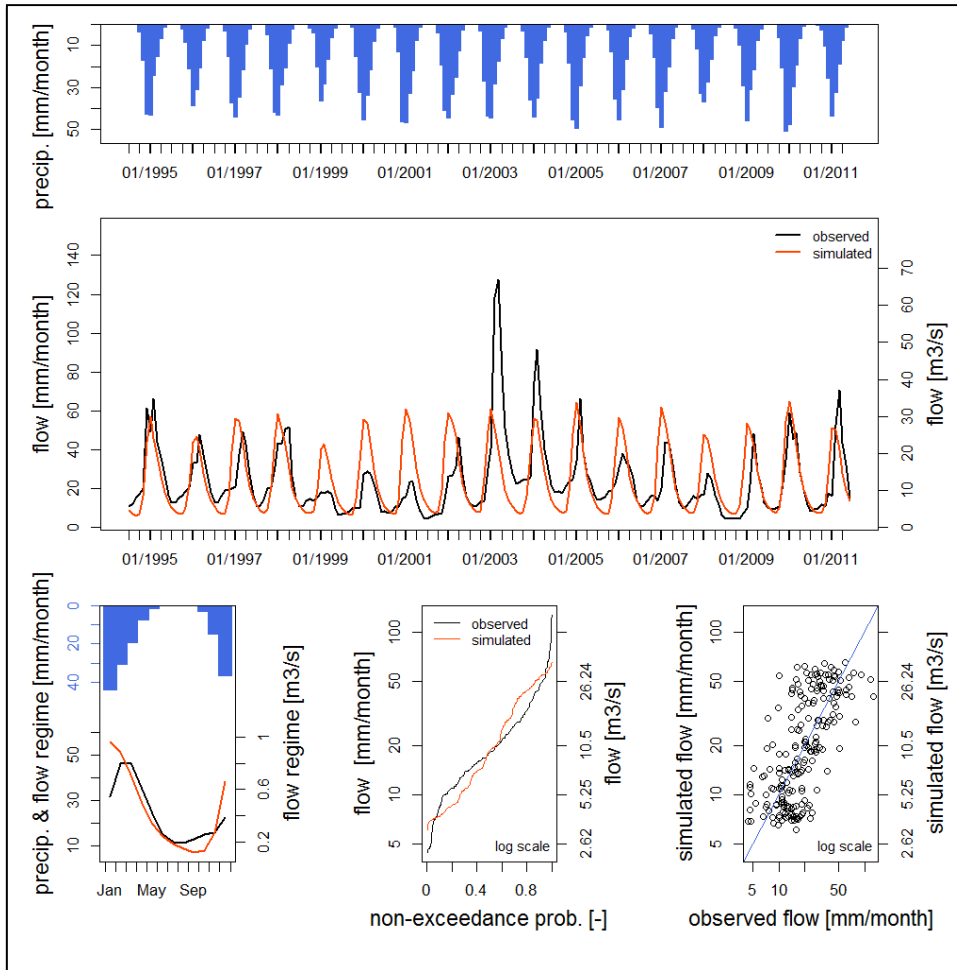 precip. [mm/month]
10
30
50
01/1995 01/1997 01/1999 01/2001 01/2003 01/2005 01/2007 01/2009 01/2011
flow [mm/month]
0 20 40 60 80 100 120 140
observed
simulated
flow [m3/s]
0 10 20 30 40 50 60 70
01/1995 01/1997 01/1999 01/2001 01/2003 01/2005 01/2007 01/2009 01/2011
precip. & flow regime [mm/month]
0
20
40
50
30
10
flow regime [m3/s]
1
0.6
0.2
Jan May Sep
flow [mm/month]
100
50
20
10
5
observed
simulated
log scale
flow [m3/s]
26.24
10.5
5.25
2.62
0 0.4 0.8
non-exceedance prob. [-]
simulated flow [mm/month]
100
50
20
10
5
log scale
simulated flow [mm/month]
26.24
10.5
5.25
2.62
5 10 50
observed flow [mm/month]